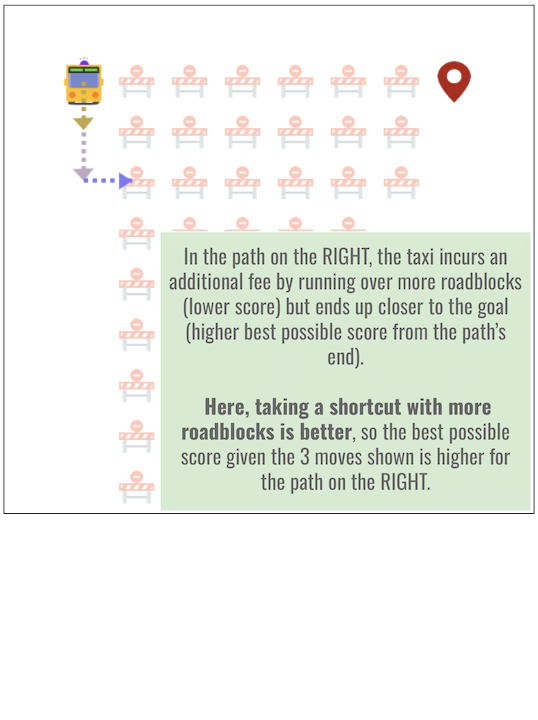 In the path on the RIGHT, the taxi incurs an
additional fee by running over more roadblocks
(lower score) but ends up closer to the goal
(higher best possible score from the path's
end).
Here, taking a shortcut with more
roadblocks is better, so the best possible
score given the 3 moves shown is higher for
the path on the RIGHT.